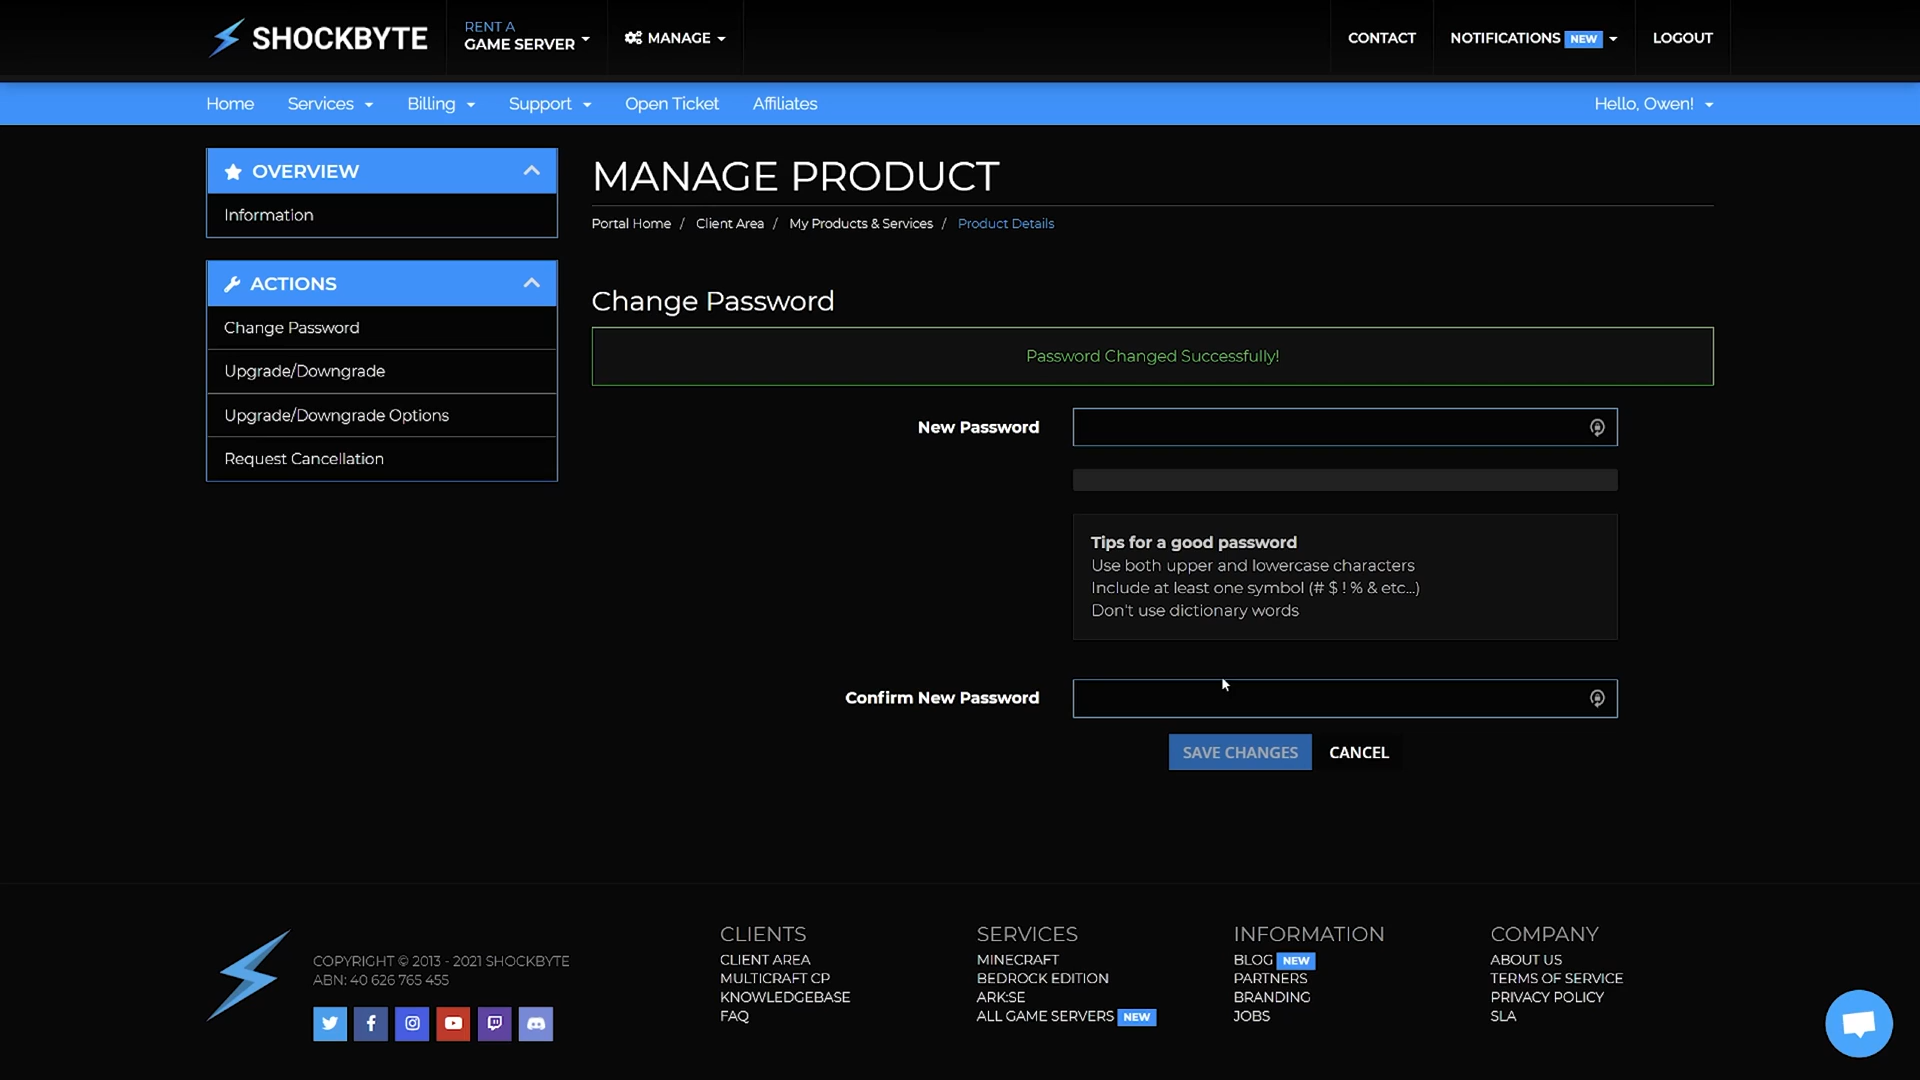 SHOCKBYTE
RENT A
GAME SERVER
MANAGE
CONTACT
NOTIFICATIONS NEW
LOGOUT
Home
Services
Billing
Support
Open Ticket
Affiliates
Hello, Owen!
OVERVIEW
Information
ACTIONS
Change Password
Upgrade/Downgrade
Upgrade/Downgrade Options
Request Cancellation
MANAGE PRODUCT
Portal Home / Client Area / My Products & Services / Product Details
Change Password
Password Changed Successfully!
New Password
Tips for a good password
Use both upper and lowercase characters
Include at least one symbol (# $ ! % & etc...)
Don't use dictionary words
Confirm New Password
SAVE CHANGES
CANCEL
COPYRIGHT © 2013 - 2021 SHOCKBYTE
ABN: 40 626 765 455
CLIENTS
CLIENT AREA
MULTICRAFT CP
KNOWLEDGEBASE
FAQ
SERVICES
MINECRAFT
BEDROCK EDITION
ARK:SE
ALL GAME SERVERS NEW
INFORMATION
BLOG NEW
PARTNERS
BRANDING
JOBS
COMPANY
ABOUT US
TERMS OF SERVICE
PRIVACY POLICY
SLA